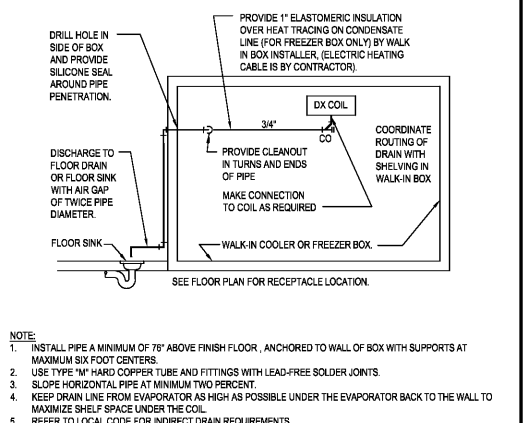 PROVIDE 1" ELASTOMERIC INSULATION
OVER HEAT TRACING ON CONDENSATE
LINE (FOR FREEZER BOX ONLY) BY WALK
IN BOX INSTALLER, (ELECTRIC HEATING
CABLE IS BY CONTRACTOR).
DRILL HOLE IN
SIDE OF BOX
AND PROVIDE
SILICONE SEAL
AROUND PIPE
PENETRATION.
DX COIL
3/4"
CO
COORDINATE
ROUTING OF
DRAIN WITH
SHELVING IN
WALK-IN BOX
PROVIDE CLEANOUT
IN TURNS AND ENDS
OF PIPE
DISCHARGE TO
FLOOR DRAIN
OR FLOOR SINK
WITH AIR GAP
OF TWICE PIPE
DIAMETER.
MAKE CONNECTION
TO COIL AS REQUIRED
FLOOR SINK
WALK-IN COOLER OR FREEZER BOX.
SEE FLOOR PLAN FOR RECEPTACLE LOCATION.
NOTE:
1. INSTALL PIPE A MINIMUM OF 76" ABOVE FINISH FLOOR , ANCHORED TO WALL OF BOX WITH SUPPORTS AT
MAXIMUM SIX FOOT CENTERS.
2. USE TYPE "M" HARD COPPER TUBE AND FITTINGS WITH LEAD-FREE SOLDER JOINTS.
3. SLOPE HORIZONTAL PIPE AT MINIMUM TWO PERCENT.
4. KEEP DRAIN LINE FROM EVAPORATOR AS HIGH AS POSSIBLE UNDER THE EVAPORATOR BACK TO THE WALL TO
MAXIMIZE SHELF SPACE UNDER THE COIL.
5. REFER TO LOCAL CODE FOR INDIRECT DRAIN REQUIREMENTS.